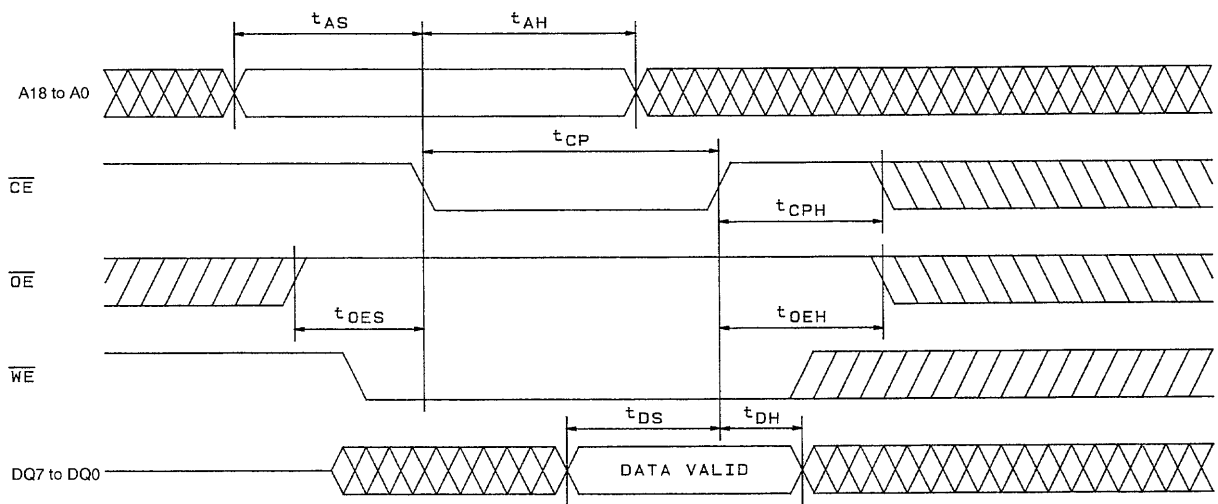 tAS tAH
A18 to A0
tCP
CE
tCPH
OE
tOES tOEH
WE
tDS tDH
DQ7 to DQ0 DATA VALID